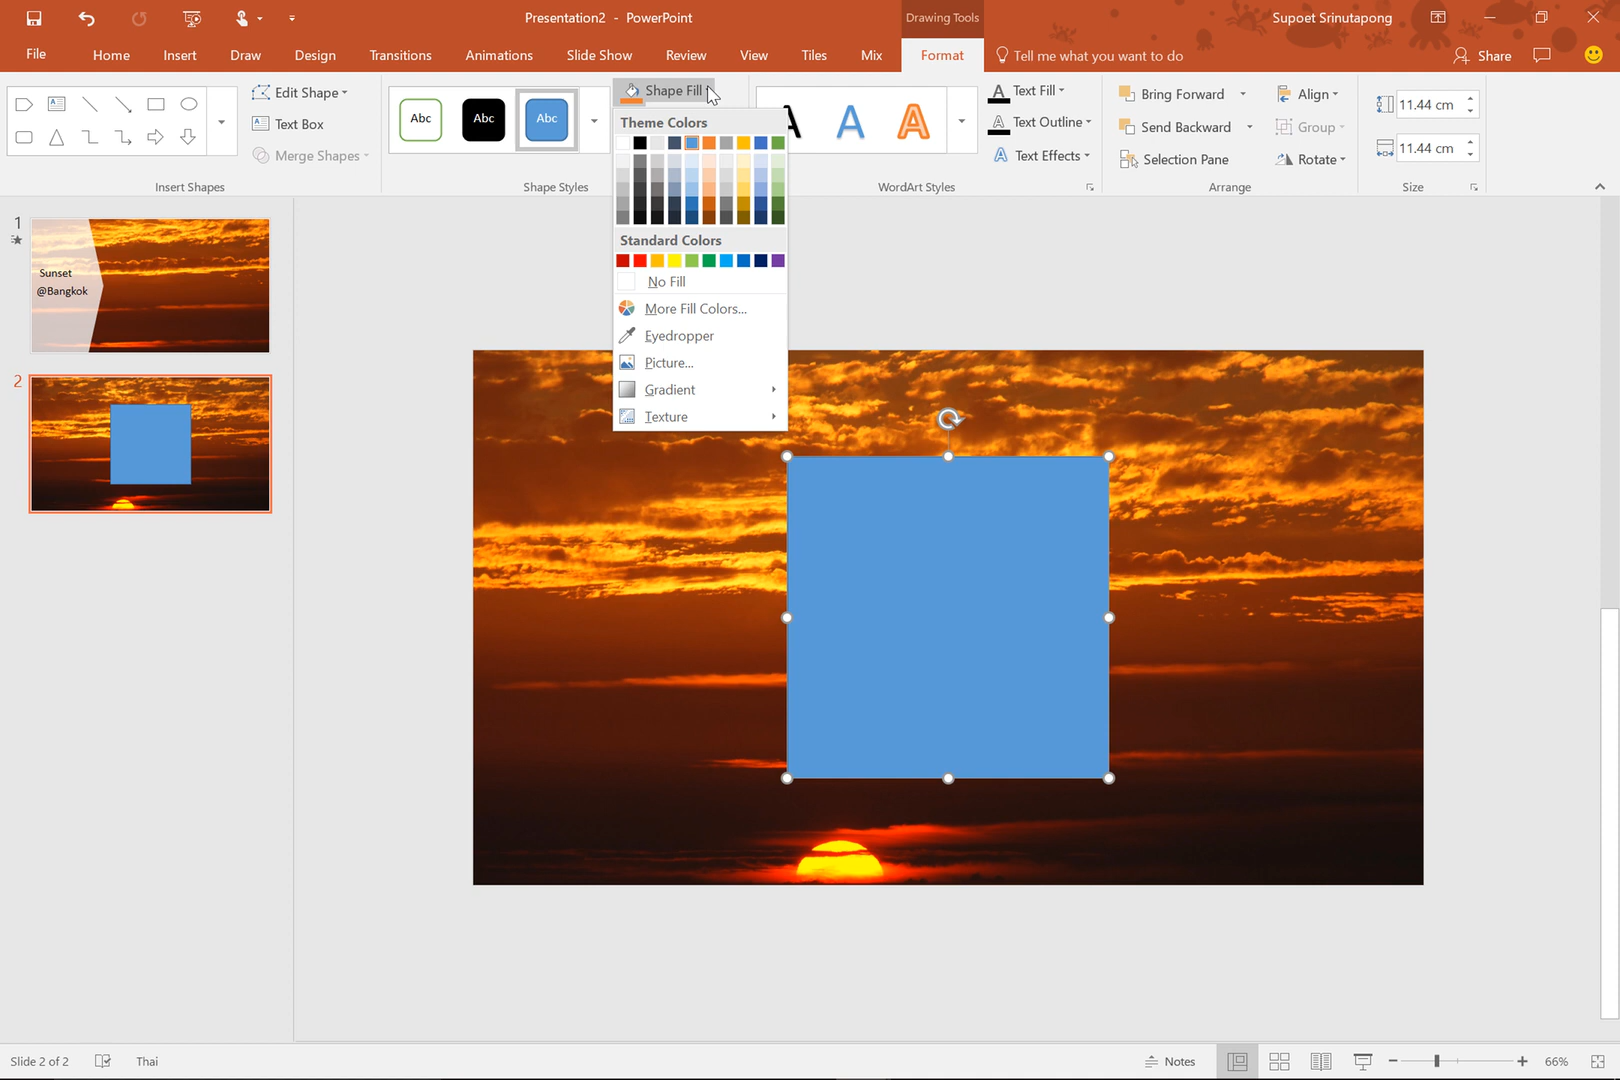 Presentation2 - PowerPoint
Drawing Tools
Supoet Srinutapong
File Home Insert Draw Design Transitions Animations Slide Show Review View Tiles Mix Format Tell me what you want to do Share
Edit Shape
Text Box
Merge Shapes
Insert Shapes
Abc Abc Abc
Shape Styles
Shape Fill
Theme Colors
Standard Colors
No Fill
More Fill Colors...
Eyedropper
Picture...
Gradient
Texture
A A A
WordArt Styles
Text Fill
Text Outline
Text Effects
Bring Forward
Send Backward
Selection Pane
Align
Group
Rotate
Arrange
11.44 cm
11.44 cm
Size
1
Sunset
@Bangkok
2
Slide 2 of 2 Thai Notes 66%